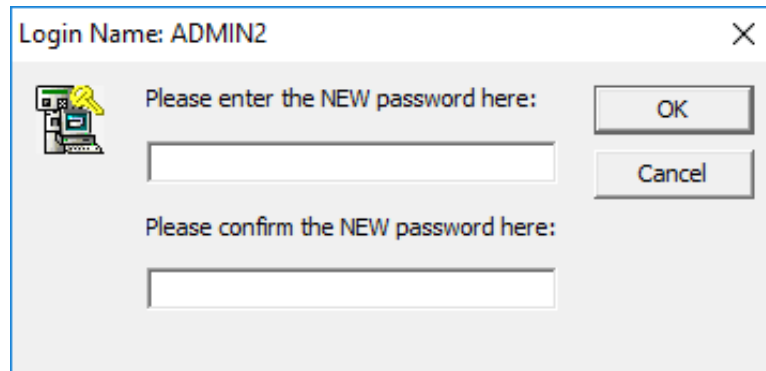 Login Name: ADMIN2
Please enter the NEW password here:
OK
Cancel
Please confirm the NEW password here: